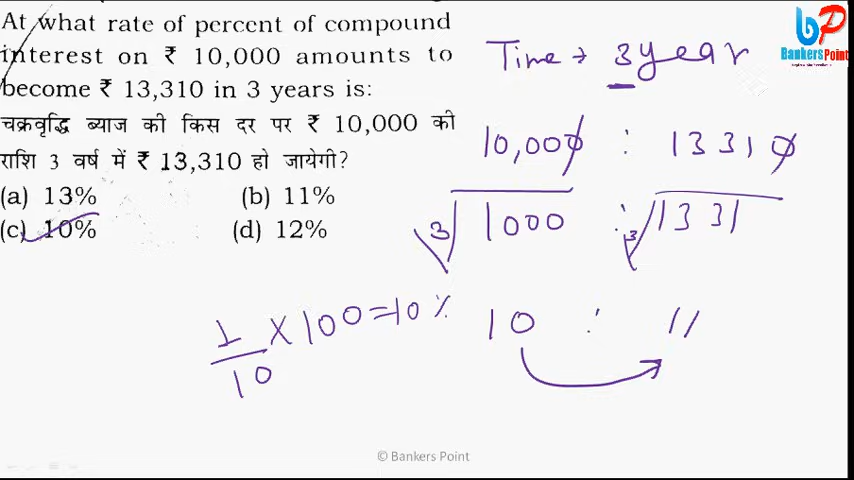 At what rate of percent of compound
interest on ₹ 10,000 amounts to
become ₹ 13,310 in 3 years is:
चक्रवृद्धि ब्याज की किस दर पर ₹ 10,000 की
राशि 3 वर्ष में ₹ 13,310 हो जायेगी?
(a) 13% (b) 11%
(c) 10% (d) 12%
Time → 3 year
10,000 : 13310
∛1000 : ∛1331
10 : 11
1/10 × 100 = 10%
bP
BankersPoint
© Bankers Point